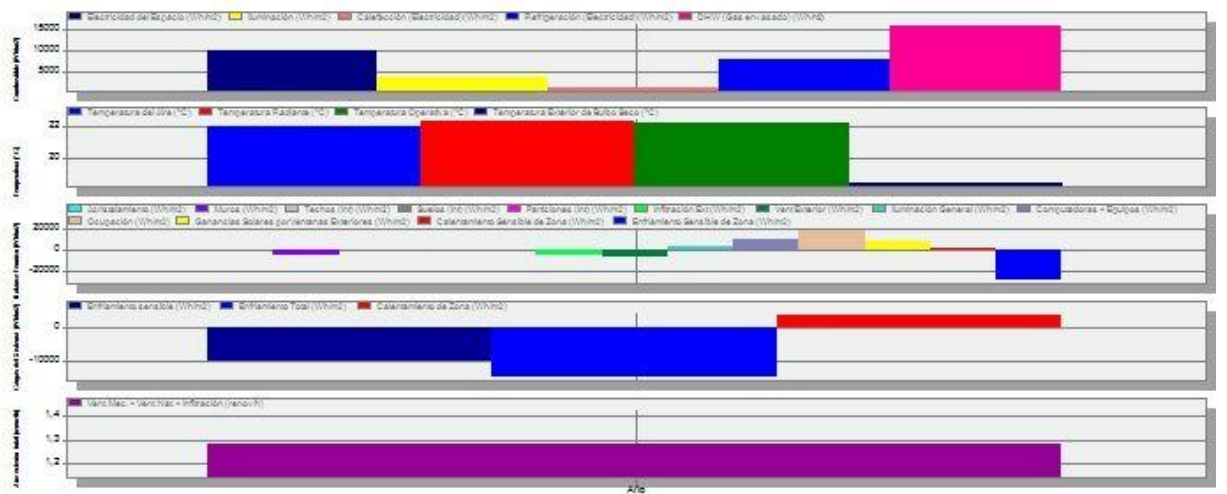 Electricidad del Espacio (Wh/m2) Iluminación (Wh/m2) Calefacción (Electricidad) (Wh/m2) Refrigeración (Electricidad) (Wh/m2) DHW (Gas envasado) (Wh/m2)
15000
10000
5000
Temperatura del Aire (°C) Temperatura Radiante (°C) Temperatura Operativa (°C) Temperatura Exterior de Bulbo Seco (°C)
22
20
Acristalamiento (Wh/m2) Muros (Wh/m2) Techos (Int) (Wh/m2) Suelos (Int) (Wh/m2) Particiones (Int) (Wh/m2) Infiltración Ext (Wh/m2) Vent Exterior (Wh/m2) Iluminación General (Wh/m2) Computadoras + Equipos (Wh/m2)
Ocupación (Wh/m2) Ganancias Solares por Ventanas Exteriores (Wh/m2) Calentamiento Sensible de Zona (Wh/m2) Enfriamiento Sensible de Zona (Wh/m2)
20000
0
-20000
Enfriamiento sensible (Wh/m2) Enfriamiento Total (Wh/m2) Calentamiento de Zona (Wh/m2)
0
-10000
Vent Mec. + Vent Nat + Infiltración (renov/h)
1,4
1,3
1,2
Año